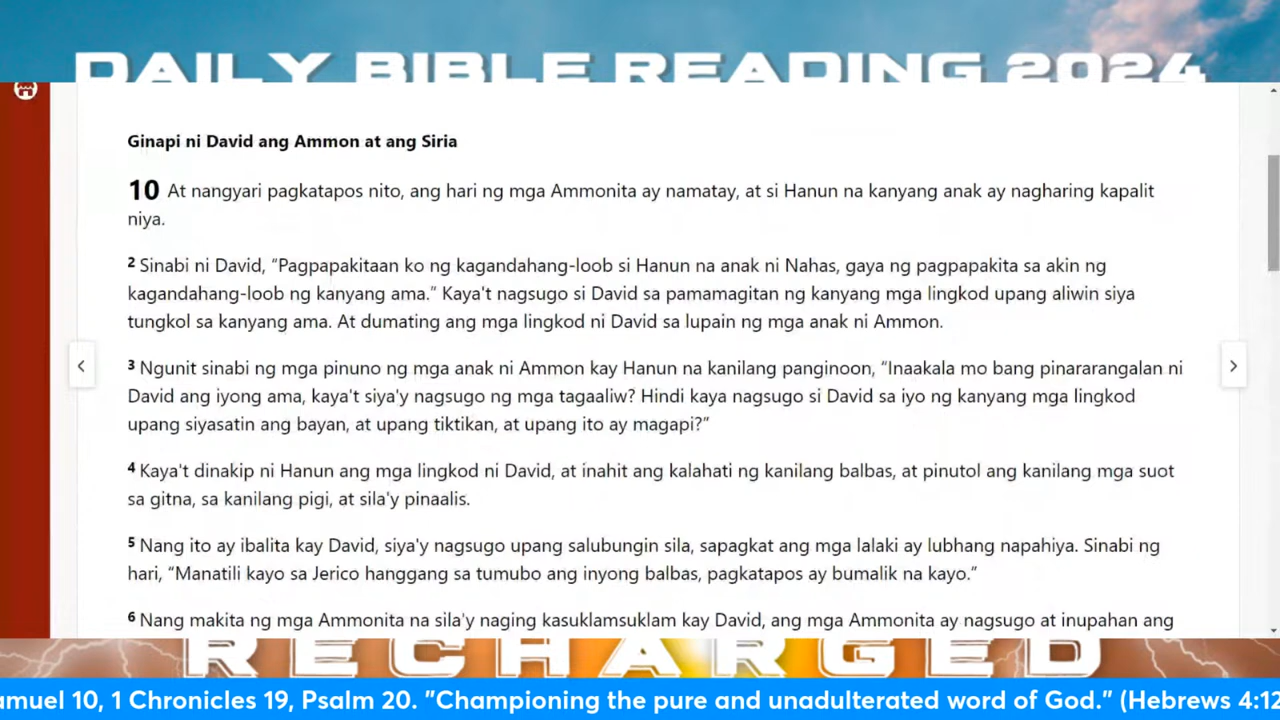 DAILY BIBLE READING 2024
Ginapi ni David ang Ammon at ang Siria
10 At nangyari pagkatapos nito, ang hari ng mga Ammonita ay namatay, at si Hanun na kanyang anak ay nagharing kapalit
niya.
2 Sinabi ni David, “Pagpapakitaan ko ng kagandahang-loob si Hanun na anak ni Nahas, gaya ng pagpapakita sa akin ng
kagandahang-loob ng kanyang ama.” Kaya't nagsugo si David sa pamamagitan ng kanyang mga lingkod upang aliwin siya
tungkol sa kanyang ama. At dumating ang mga lingkod ni David sa lupain ng mga anak ni Ammon.
3 Ngunit sinabi ng mga pinuno ng mga anak ni Ammon kay Hanun na kanilang panginoon, “Inaakala mo bang pinararangalan ni
David ang iyong ama, kaya't siya'y nagsugo ng mga tagaaliw? Hindi kaya nagsugo si David sa iyo ng kanyang mga lingkod
upang siyasatin ang bayan, at upang tiktikan, at upang ito ay magapi?”
4 Kaya't dinakip ni Hanun ang mga lingkod ni David, at inahit ang kalahati ng kanilang balbas, at pinutol ang kanilang mga suot
sa gitna, sa kanilang pigi, at sila'y pinaalis.
5 Nang ito ay ibalita kay David, siya'y nagsugo upang salubungin sila, sapagkat ang mga lalaki ay lubhang napahiya. Sinabi ng
hari, “Manatili kayo sa Jerico hanggang sa tumubo ang inyong balbas, pagkatapos ay bumalik na kayo.”
6 Nang makita ng mga Ammonita na sila'y naging kasuklamsuklam kay David, ang mga Ammonita ay nagsugo at inupahan ang
RECHARGED
amuel 10, 1 Chronicles 19, Psalm 20. "Championing the pure and unadulterated word of God." (Hebrews 4:12